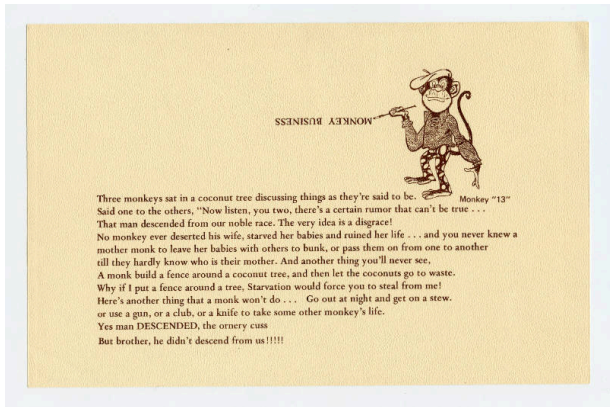 MONKEY BUSINESS
Three monkeys sat in a coconut tree discussing things as they're said to be.
Monkey "13"
Said one to the others, "Now listen, you two, there's a certain rumor that can't be true . . .
That man descended from our noble race. The very idea is a disgrace!
No monkey ever deserted his wife, starved her babies and ruined her life . . . and you never knew a
mother monk to leave her babies with others to bunk, or pass them on from one to another
till they hardly know who is their mother. And another thing you'll never see,
A monk build a fence around a coconut tree, and then let the coconuts go to waste.
Why if I put a fence around a tree, Starvation would force you to steal from me!
Here's another thing that a monk won't do . . . Go out at night and get on a stew.
or use a gun, or a club, or a knife to take some other monkey's life.
Yes man DESCENDED, the ornery cuss
But brother, he didn't descend from us!!!!!